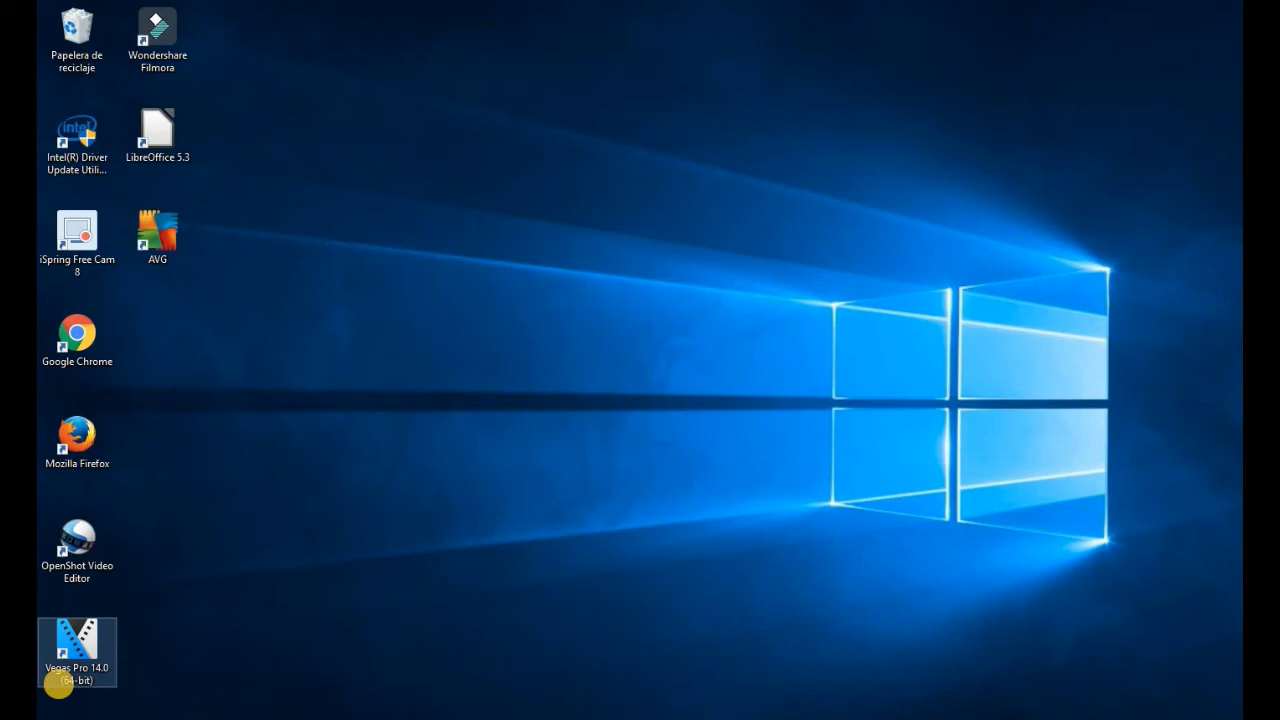 Papelera de
reciclaje
Wondershare
Filmora
intel
Intel(R) Driver
Update Utili...
LibreOffice 5.3
iSpring Free Cam
8
AVG
Google Chrome
Mozilla Firefox
OpenShot Video
Editor
Vegas Pro 14.0
(64-bit)